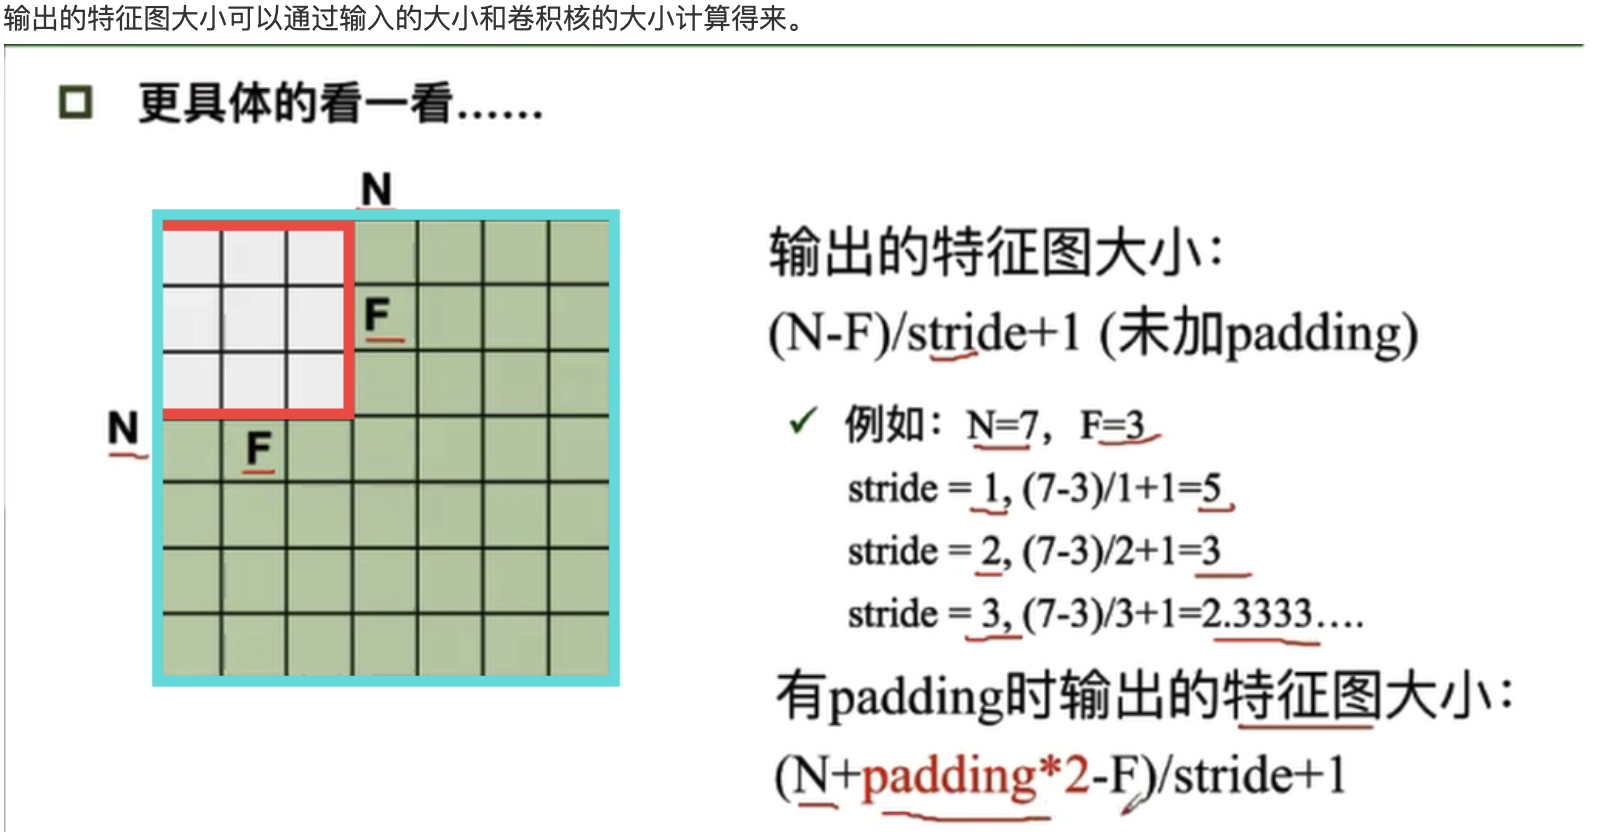 输出的特征图大小可以通过输入的大小和卷积核的大小计算得来。
更具体的看一看......
N
F
N
F
输出的特征图大小：
(N-F)/stride+1 (未加padding)
✓ 例如：N=7，F=3
stride = 1, (7-3)/1+1=5
stride = 2, (7-3)/2+1=3
stride = 3, (7-3)/3+1=2.3333....
有padding时输出的特征图大小：
(N+padding*2-F)/stride+1